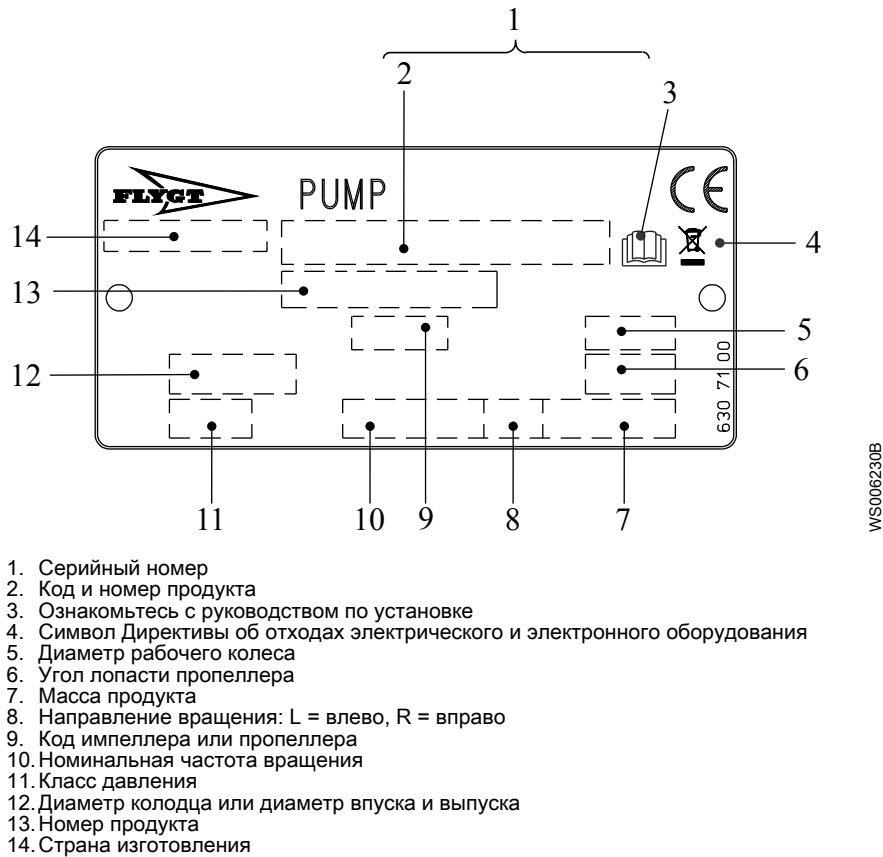 1
2
3
FLYGT
PUMP
CE
14
4
13
5
12
6
630 71 00
11
10
9
8
7
WS006230B
1. Серийный номер
2. Код и номер продукта
3. Ознакомьтесь с руководством по установке
4. Символ Директивы об отходах электрического и электронного оборудования
5. Диаметр рабочего колеса
6. Угол лопасти пропеллера
7. Масса продукта
8. Направление вращения: L = влево, R = вправо
9. Код импеллера или пропеллера
10. Номинальная частота вращения
11. Класс давления
12. Диаметр колодца или диаметр впуска и выпуска
13. Номер продукта
14. Страна изготовления